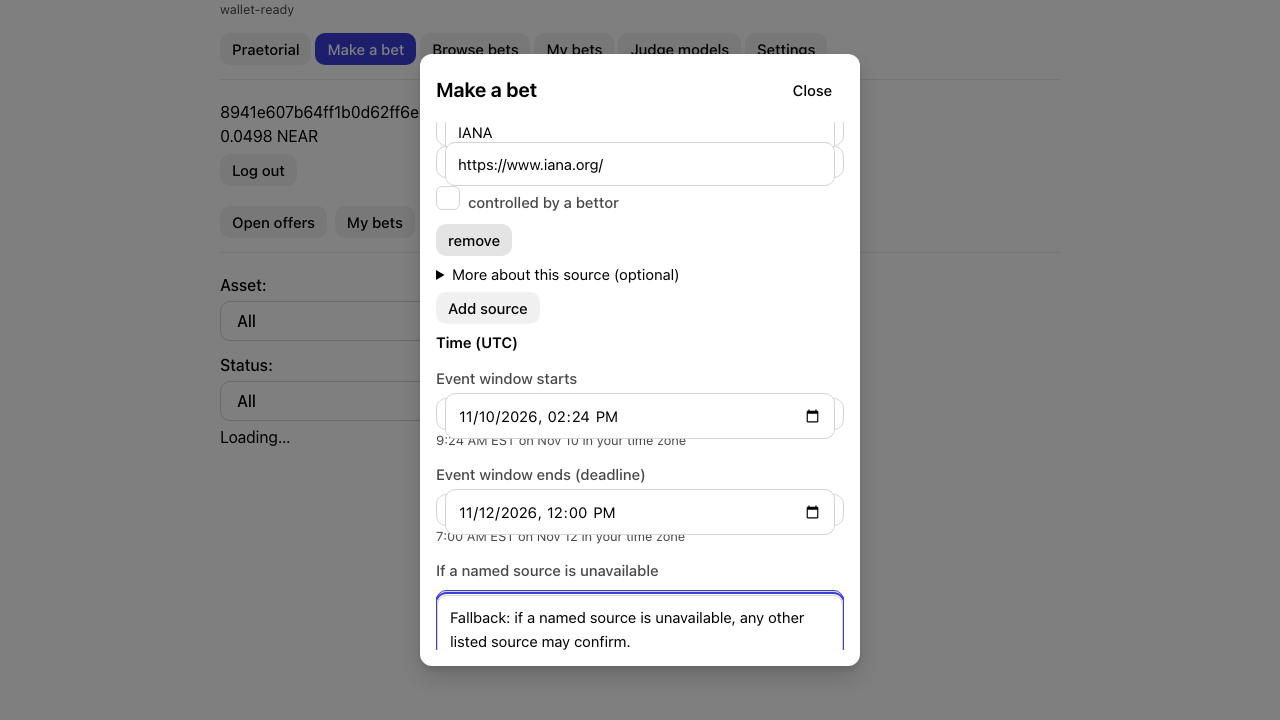 wallet-ready
Praetorial
Make a bet
Browse bets
My bets
Judge models
Settings
8941e607b64ff1b0d62ff6e
0.0498 NEAR
Log out
Open offers
My bets
Asset:
All
Status:
All
Loading...
Make a bet
Close
IANA
https://www.iana.org/
controlled by a bettor
remove
More about this source (optional)
Add source
Time (UTC)
Event window starts
11/10/2026, 02:24 PM
9:24 AM EST on Nov 10 in your time zone
Event window ends (deadline)
11/12/2026, 12:00 PM
7:00 AM EST on Nov 12 in your time zone
If a named source is unavailable
Fallback: if a named source is unavailable, any other
listed source may confirm.